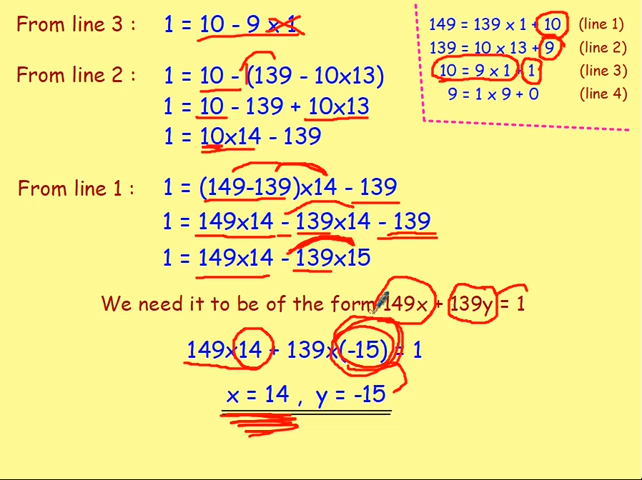 149 = 139 x 1 + 10 (line 1)
139 = 10 x 13 + 9 (line 2)
10 = 9 x 1 + 1 (line 3)
9 = 1 x 9 + 0 (line 4)
From line 3 : 1 = 10 - 9 x 1
From line 2 : 1 = 10 - (139 - 10x13)
1 = 10 - 139 + 10x13
1 = 10x14 - 139
From line 1 : 1 = (149-139)x14 - 139
1 = 149x14 - 139x14 - 139
1 = 149x14 - 139x15
We need it to be of the form 149x + 139y = 1
149x14 + 139x(-15) = 1
x = 14 , y = -15